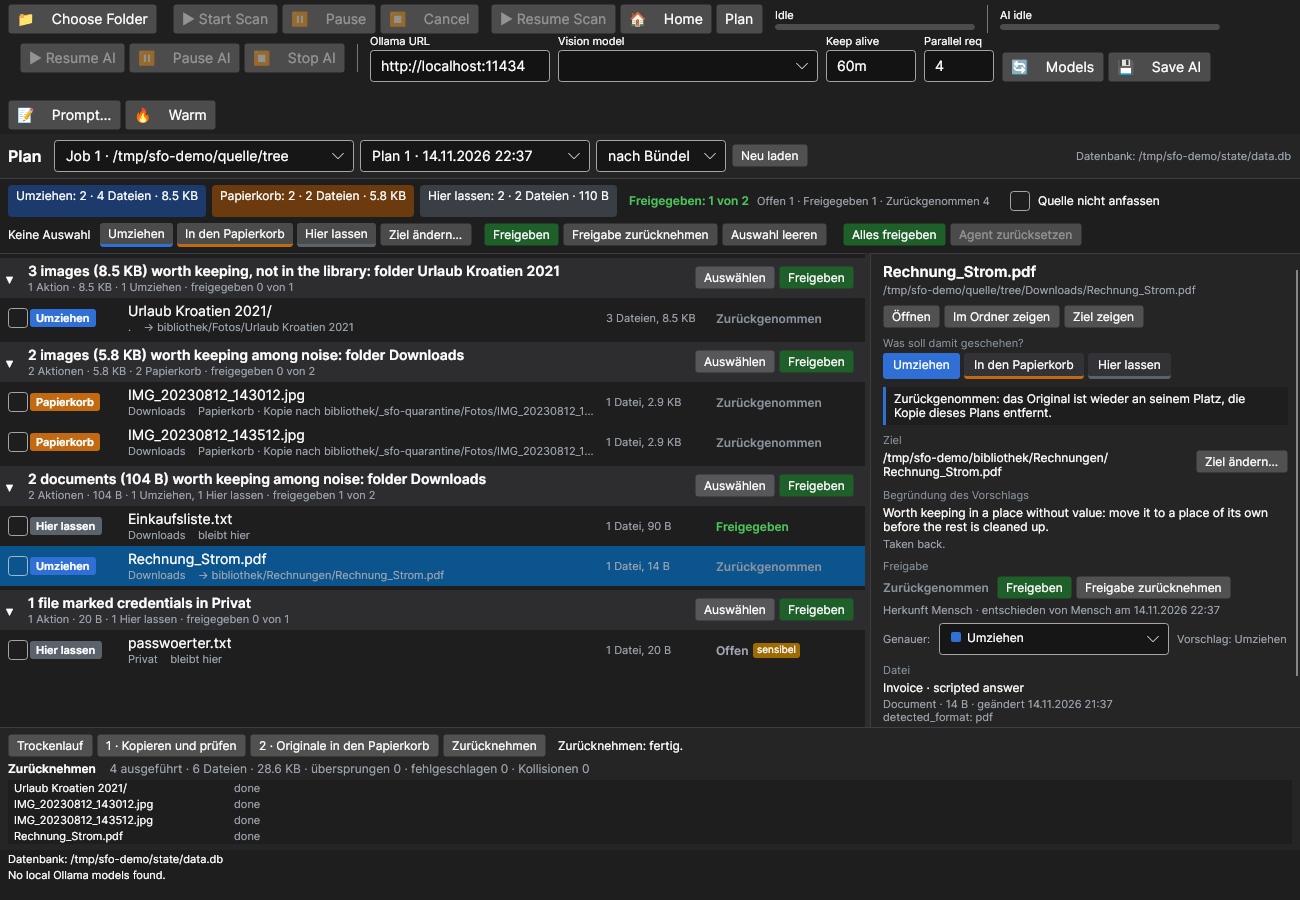 Choose Folder Start Scan Pause Cancel Resume Scan Home Plan Idle AI idle
Resume AI Pause AI Stop AI Ollama URL Vision model Keep alive Parallel req
http://localhost:11434 60m 4 Models Save AI
Prompt... Warm
Plan Job 1 · /tmp/sfo-demo/quelle/tree Plan 1 · 14.11.2026 22:37 nach Bündel Neu laden Datenbank: /tmp/sfo-demo/state/data.db
Umziehen: 2 · 4 Dateien · 8.5 KB Papierkorb: 2 · 2 Dateien · 5.8 KB Hier lassen: 2 · 2 Dateien · 110 B Freigegeben: 1 von 2 Offen 1 · Freigegeben 1 · Zurückgenommen 4 Quelle nicht anfassen
Keine Auswahl Umziehen In den Papierkorb Hier lassen Ziel ändern... Freigeben Freigabe zurücknehmen Auswahl leeren Alles freigeben Agent zurücksetzen
3 images (8.5 KB) worth keeping, not in the library: folder Urlaub Kroatien 2021
1 Aktion · 8.5 KB · 1 Umziehen · freigegeben 0 von 1
Auswählen Freigeben
Umziehen Urlaub Kroatien 2021/ 3 Dateien, 8.5 KB Zurückgenommen
. → bibliothek/Fotos/Urlaub Kroatien 2021
2 images (5.8 KB) worth keeping among noise: folder Downloads
2 Aktionen · 5.8 KB · 2 Papierkorb · freigegeben 0 von 2
Auswählen Freigeben
Papierkorb IMG_20230812_143012.jpg 1 Datei, 2.9 KB Zurückgenommen
Downloads Papierkorb · Kopie nach bibliothek/_sfo-quarantine/Fotos/IMG_20230812_1...
Papierkorb IMG_20230812_143512.jpg 1 Datei, 2.9 KB Zurückgenommen
Downloads Papierkorb · Kopie nach bibliothek/_sfo-quarantine/Fotos/IMG_20230812_1...
2 documents (104 B) worth keeping among noise: folder Downloads
2 Aktionen · 104 B · 1 Umziehen, 1 Hier lassen · freigegeben 1 von 2
Auswählen Freigeben
Hier lassen Einkaufsliste.txt 1 Datei, 90 B Freigegeben
Downloads bleibt hier
Umziehen Rechnung_Strom.pdf 1 Datei, 14 B Zurückgenommen
Downloads → bibliothek/Rechnungen/Rechnung_Strom.pdf
1 file marked credentials in Privat
1 Aktion · 20 B · 1 Hier lassen · freigegeben 0 von 1
Auswählen Freigeben
Hier lassen passwoerter.txt 1 Datei, 20 B Offen sensibel
Privat bleibt hier
Rechnung_Strom.pdf
/tmp/sfo-demo/quelle/tree/Downloads/Rechnung_Strom.pdf
Öffnen Im Ordner zeigen Ziel zeigen
Was soll damit geschehen?
Umziehen In den Papierkorb Hier lassen
Zurückgenommen: das Original ist wieder an seinem Platz, die
Kopie dieses Plans entfernt.
Ziel
/tmp/sfo-demo/bibliothek/Rechnungen/
Rechnung_Strom.pdf
Ziel ändern...
Begründung des Vorschlags
Worth keeping in a place without value: move it to a place of its own
before the rest is cleaned up.
Taken back.
Freigabe
Zurückgenommen Freigeben Freigabe zurücknehmen
Herkunft Mensch · entschieden von Mensch am 14.11.2026 22:37
Genauer: Umziehen Vorschlag: Umziehen
Datei
Invoice · scripted answer
Document · 14 B · geändert 14.11.2026 21:37
detected_format: pdf
Trockenlauf 1 · Kopieren und prüfen 2 · Originale in den Papierkorb Zurücknehmen Zurücknehmen: fertig.
Zurücknehmen 4 ausgeführt · 6 Dateien · 28.6 KB · übersprungen 0 · fehlgeschlagen 0 · Kollisionen 0
Urlaub Kroatien 2021/ done
IMG_20230812_143012.jpg done
IMG_20230812_143512.jpg done
Rechnung_Strom.pdf done
Datenbank: /tmp/sfo-demo/state/data.db
No local Ollama models found.